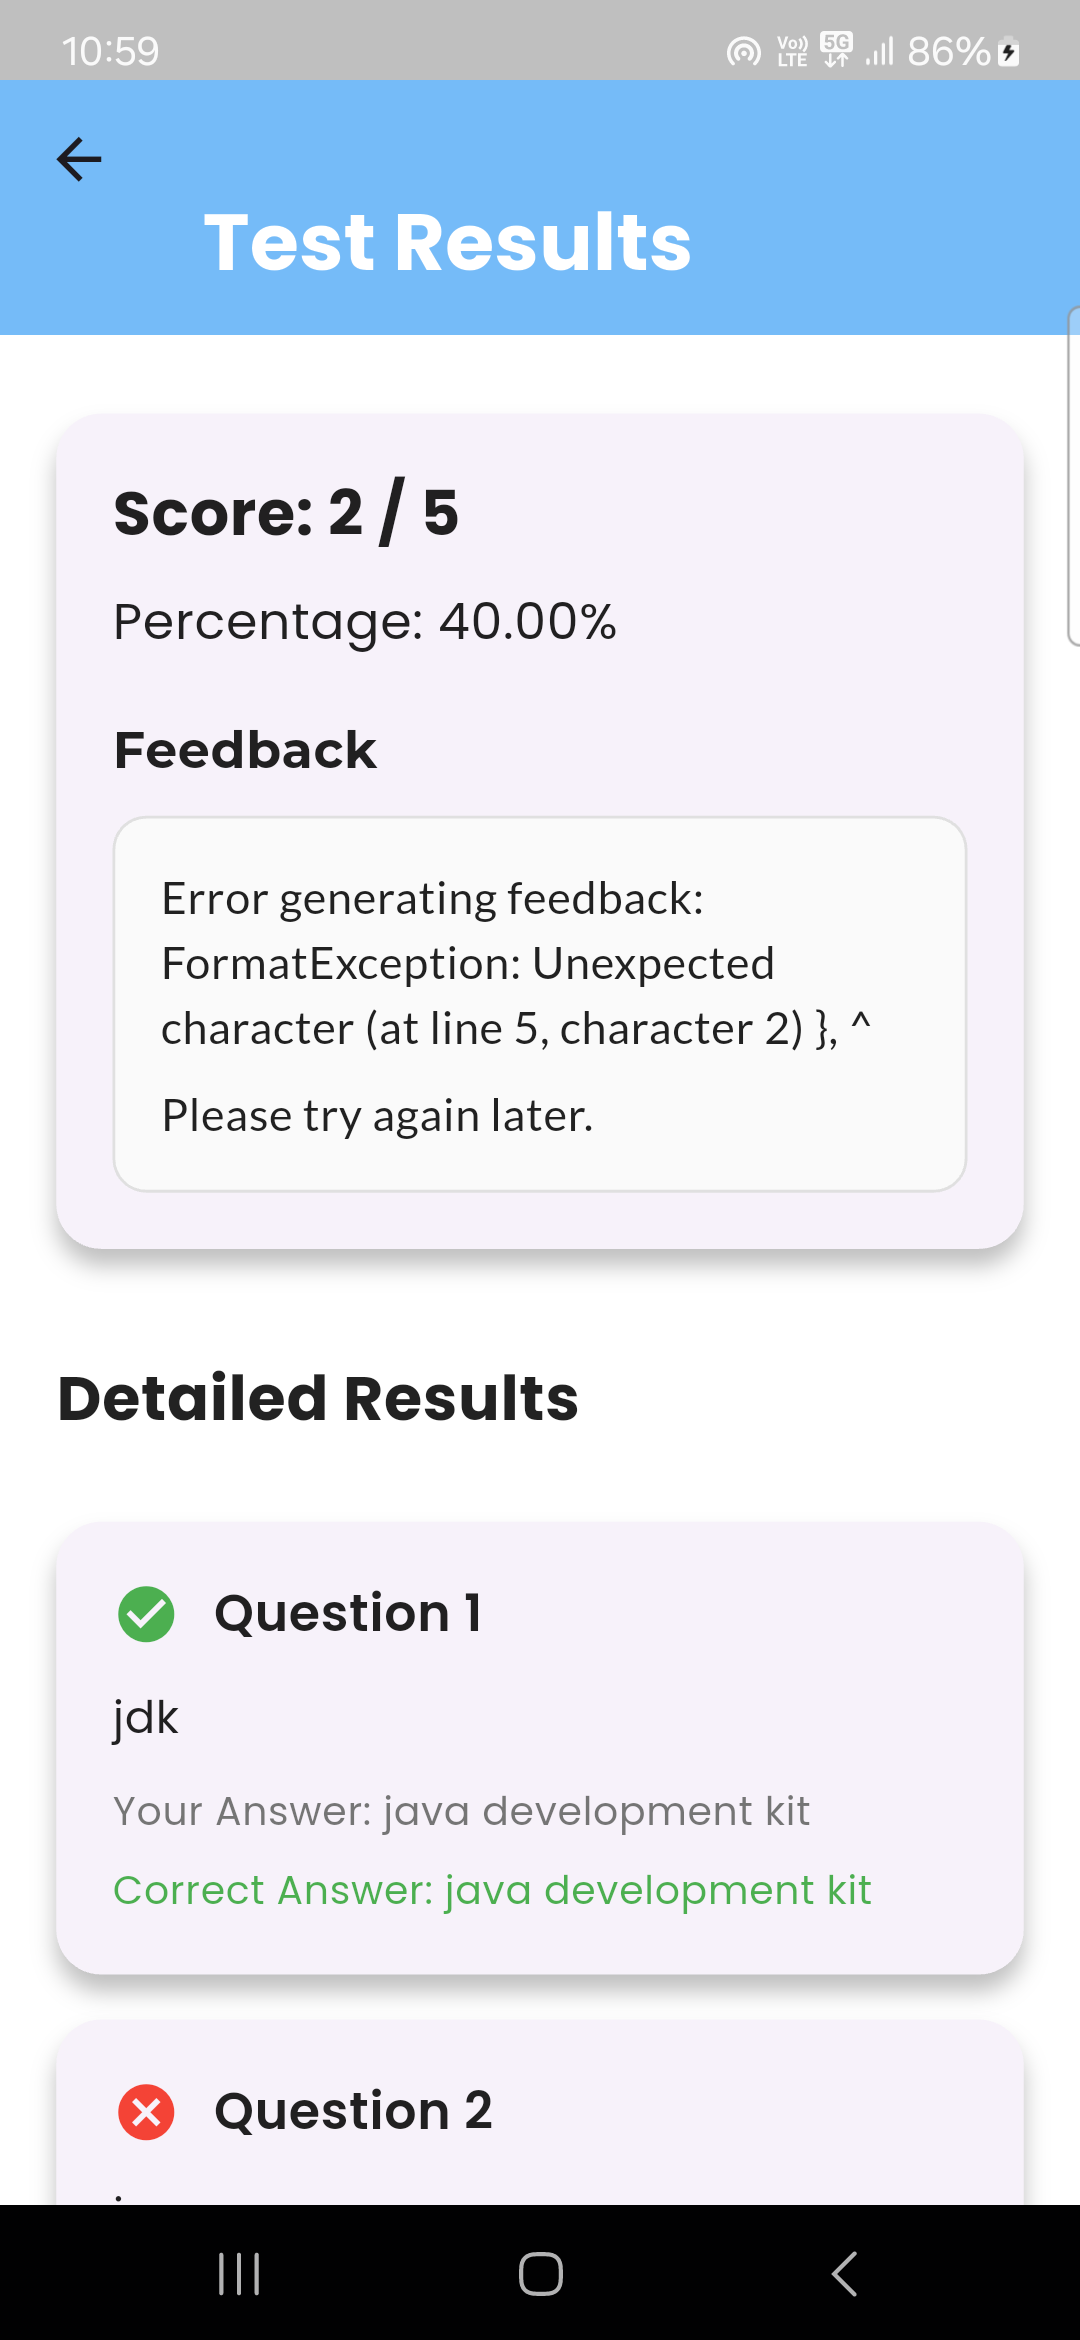 10:59
Vo)) LTE 5G 86%
Test Results
Score: 2 / 5
Percentage: 40.00%
Feedback
Error generating feedback:
FormatException: Unexpected
character (at line 5, character 2) }, ^
Please try again later.
Detailed Results
Question 1
jdk
Your Answer: java development kit
Correct Answer: java development kit
Question 2